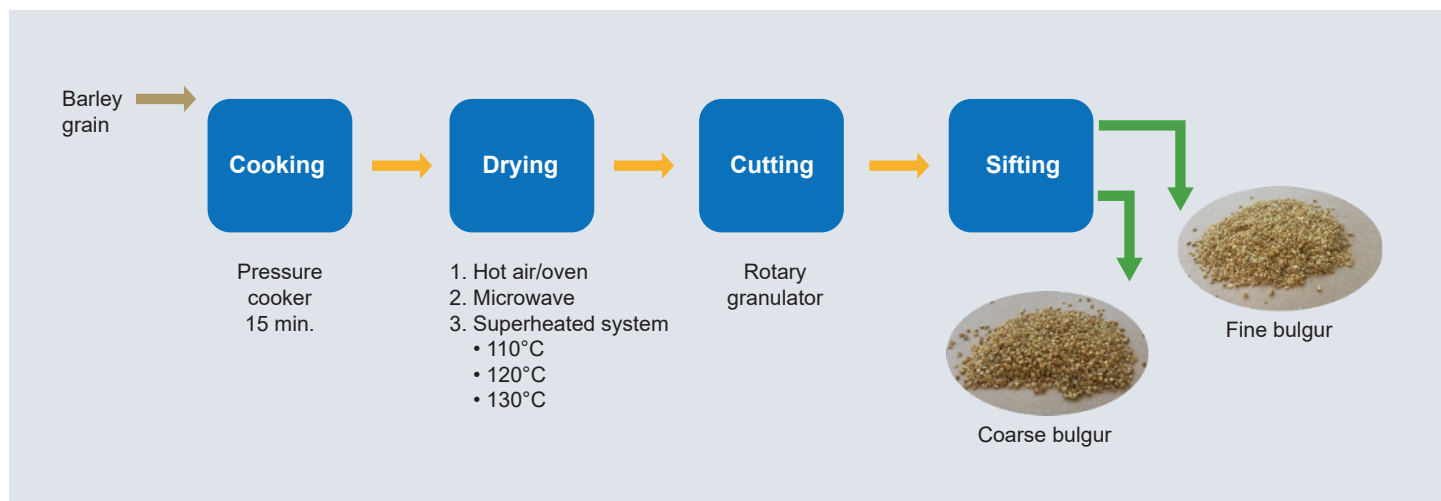 Barley
grain
Cooking
Drying
Cutting
Sifting
Pressure
cooker
15 min.
1. Hot air/oven
2. Microwave
3. Superheated system
• 110°C
• 120°C
• 130°C
Rotary
granulator
Fine bulgur
Coarse bulgur